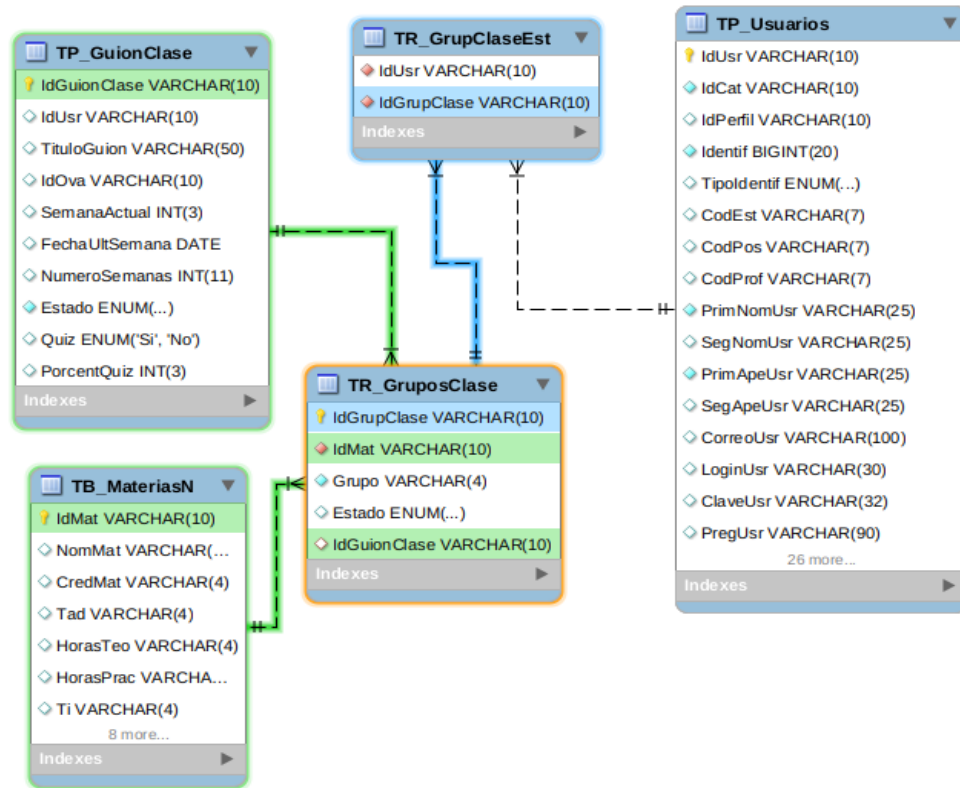 TP_GuionClase
IdGuionClase VARCHAR(10)
IdUsr VARCHAR(10)
TituloGuion VARCHAR(50)
IdOva VARCHAR(10)
SemanaActual INT(3)
FechaUltSemana DATE
NumeroSemanas INT(11)
Estado ENUM(...)
Quiz ENUM('Si', 'No')
PorcentQuiz INT(3)
Indexes
TR_GrupClaseEst
IdUsr VARCHAR(10)
IdGrupClase VARCHAR(10)
Indexes
TP_Usuarios
IdUsr VARCHAR(10)
IdCat VARCHAR(10)
IdPerfil VARCHAR(10)
Identif BIGINT(20)
TipoIdentif ENUM(...)
CodEst VARCHAR(7)
CodPos VARCHAR(7)
CodProf VARCHAR(7)
PrimNomUsr VARCHAR(25)
SegNomUsr VARCHAR(25)
PrimApeUsr VARCHAR(25)
SegApeUsr VARCHAR(25)
CorreoUsr VARCHAR(100)
LoginUsr VARCHAR(30)
ClaveUsr VARCHAR(32)
PregUsr VARCHAR(90)
26 more...
Indexes
TR_GruposClase
IdGrupClase VARCHAR(10)
IdMat VARCHAR(10)
Grupo VARCHAR(4)
Estado ENUM(...)
IdGuionClase VARCHAR(10)
Indexes
TB_MateriasN
IdMat VARCHAR(10)
NomMat VARCHAR(...
CredMat VARCHAR(4)
Tad VARCHAR(4)
HorasTeo VARCHAR(4)
HorasPrac VARCHA...
Ti VARCHAR(4)
8 more...
Indexes